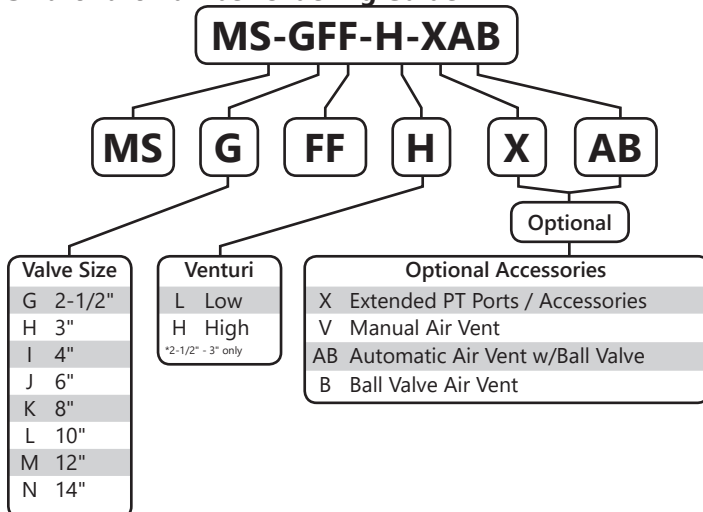 MS-GFF-H-XAB
MS G FF H X AB
Optional
Valve Size
G 2-1/2"
H 3"
I 4"
J 6"
K 8"
L 10"
M 12"
N 14"
Venturi
L Low
H High
*2-1/2" - 3" only
Optional Accessories
X Extended PT Ports / Accessories
V Manual Air Vent
AB Automatic Air Vent w/Ball Valve
B Ball Valve Air Vent